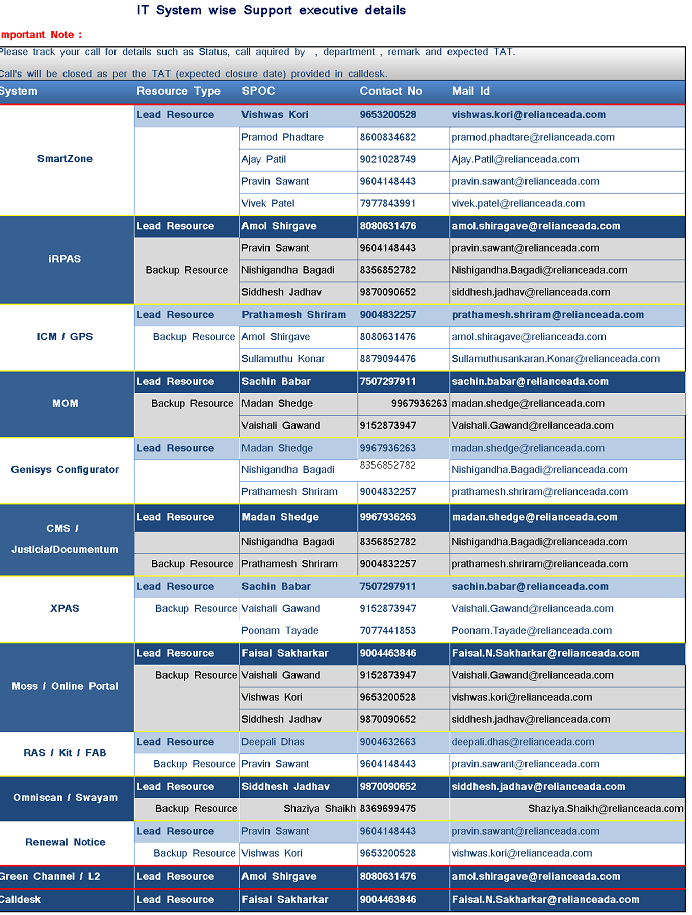 IT System wise Support executive details
mportant Note :
Please track your call for details such as Status, call aquired by , department , remark and expected TAT.
Call's will be closed as per the TAT (expected closure date) provided in calldesk.
System Resource Type SPOC Contact No Mail Id
SmartZone
Lead Resource Vishwas Kori 9653200528 vishwas.kori@relianceada.com
Pramod Phadtare 8600834682 pramod.phadtare@relianceada.com
Ajay Patil 9021028749 Ajay.Patil@relianceada.com
Pravin Sawant 9604148443 pravin.sawant@relianceada.com
Vivek Patel 7977843991 vivek.patel@relianceada.com
iRPAS
Lead Resource Amol Shirgave 8080631476 amol.shiragave@relianceada.com
Backup Resource
Pravin Sawant 9604148443 pravin.sawant@relianceada.com
Nishigandha Bagadi 8356852782 Nishigandha.Bagadi@relianceada.com
Siddhesh Jadhav 9870090652 siddhesh.jadhav@relianceada.com
ICM / GPS
Lead Resource Prathamesh Shriram 9004832257 prathamesh.shriram@relianceada.com
Backup Resource Amol Shirgave 8080631476 amol.shiragave@relianceada.com
Sullamuthu Konar 8879094476 Sullamuthusankaran.Konar@relianceada.com
MOM
Lead Resource Sachin Babar 7507297911 sachin.babar@relianceada.com
Backup Resource Madan Shedge 9967936263 madan.shedge@relianceada.com
Vaishali Gawand 9152873947 Vaishali.Gawand@relianceada.com
Genisys Configurator
Lead Resource Madan Shedge 9967936263 madan.shedge@relianceada.com
Nishigandha Bagadi 8356852782 Nishigandha.Bagadi@relianceada.com
Prathamesh Shriram 9004832257 prathamesh.shriram@relianceada.com
CMS /
Justicia/Documentum
Lead Resource Madan Shedge 9967936263 madan.shedge@relianceada.com
Nishigandha Bagadi 8356852782 Nishigandha.Bagadi@relianceada.com
Backup Resource Prathamesh Shriram 9004832257 prathamesh.shriram@relianceada.com
XPAS
Lead Resource Sachin Babar 7507297911 sachin.babar@relianceada.com
Backup Resource Vaishali Gawand 9152873947 Vaishali.Gawand@relianceada.com
Poonam Tayade 7077441853 Poonam.Tayade@relianceada.com
Moss / Online Portal
Lead Resource Faisal Sakharkar 9004463846 Faisal.N.Sakharkar@relianceada.com
Backup Resource Vaishali Gawand 9152873947 Vaishali.Gawand@relianceada.com
Vishwas Kori 9653200528 vishwas.kori@relianceada.com
Siddhesh Jadhav 9870090652 siddhesh.jadhav@relianceada.com
RAS / Kit / FAB
Lead Resource Deepali Dhas 9004632663 deepali.dhas@relianceada.com
Backup Resource Pravin Sawant 9604148443 pravin.sawant@relianceada.com
Omniscan / Swayam
Lead Resource Siddhesh Jadhav 9870090652 siddhesh.jadhav@relianceada.com
Backup Resource Shaziya Shaikh 8369699475 Shaziya.Shaikh@relianceada.com
Renewal Notice
Lead Resource Pravin Sawant 9604148443 pravin.sawant@relianceada.com
Backup Resource Vishwas Kori 9653200528 vishwas.kori@relianceada.com
Green Channel / L2 Lead Resource Amol Shirgave 8080631476 amol.shiragave@relianceada.com
Calldesk Lead Resource Faisal Sakharkar 9004463846 Faisal.N.Sakharkar@relianceada.com